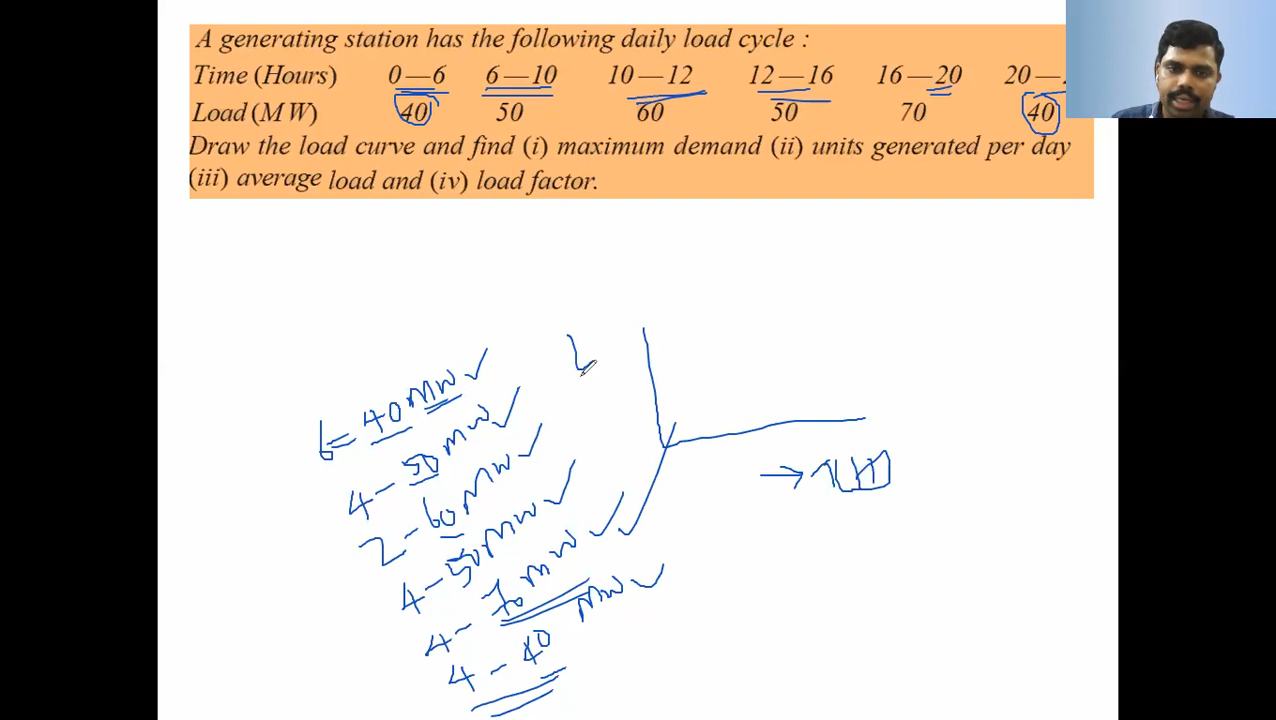 A generating station has the following daily load cycle :
Time (Hours) 0—6 6—10 10—12 12—16 16—20 20—
Load (M W) 40 50 60 50 70 40
Draw the load curve and find (i) maximum demand (ii) units generated per day
(iii) average load and (iv) load factor.
6= 40 MW
4 - 50 MW
2 - 60 MW
4 - 50 MW
4 - 70 MW
4 - 40 MW
L